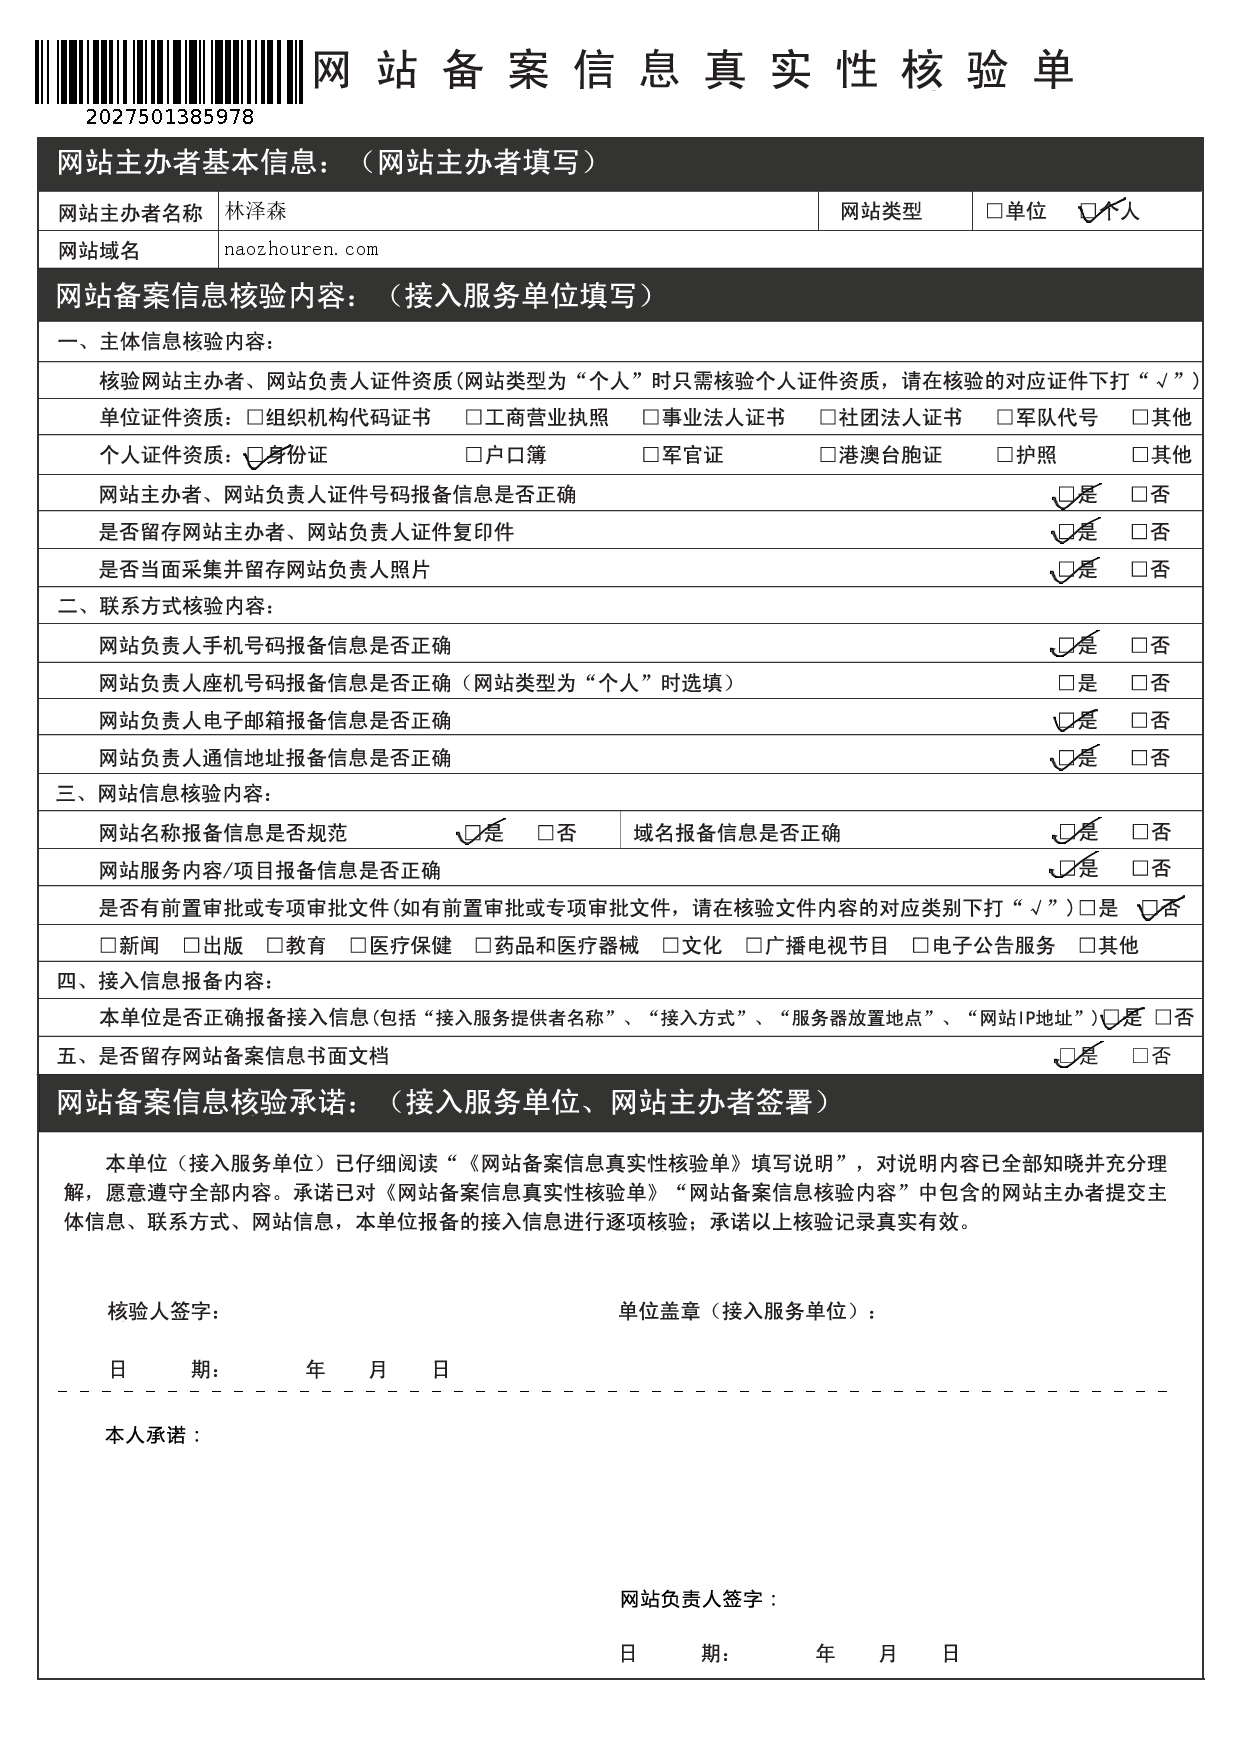 网站备案信息真实性核验单
2027501385978
网站主办者基本信息：（网站主办者填写）
网站主办者名称 林泽森 网站类型 □单位 ☑个人
网站域名 naozhouren.com
网站备案信息核验内容：（接入服务单位填写）
一、主体信息核验内容：
核验网站主办者、网站负责人证件资质(网站类型为“个人”时只需核验个人证件资质，请在核验的对应证件下打“√”)
单位证件资质：□组织机构代码证书 □工商营业执照 □事业法人证书 □社团法人证书 □军队代号 □其他
个人证件资质：☑身份证 □户口簿 □军官证 □港澳台胞证 □护照 □其他
网站主办者、网站负责人证件号码报备信息是否正确 ☑是 □否
是否留存网站主办者、网站负责人证件复印件 ☑是 □否
是否当面采集并留存网站负责人照片 ☑是 □否
二、联系方式核验内容：
网站负责人手机号码报备信息是否正确 ☑是 □否
网站负责人座机号码报备信息是否正确（网站类型为“个人”时选填） □是 □否
网站负责人电子邮箱报备信息是否正确 ☑是 □否
网站负责人通信地址报备信息是否正确 ☑是 □否
三、网站信息核验内容：
网站名称报备信息是否规范 ☑是 □否 域名报备信息是否正确 ☑是 □否
网站服务内容/项目报备信息是否正确 ☑是 □否
是否有前置审批或专项审批文件(如有前置审批或专项审批文件，请在核验文件内容的对应类别下打“√”) □是 ☑否
□新闻 □出版 □教育 □医疗保健 □药品和医疗器械 □文化 □广播电视节目 □电子公告服务 □其他
四、接入信息报备内容：
本单位是否正确报备接入信息(包括“接入服务提供者名称”、“接入方式”、“服务器放置地点”、“网站IP地址”) ☑是 □否
五、是否留存网站备案信息书面文档 ☑是 □否
网站备案信息核验承诺：（接入服务单位、网站主办者签署）
本单位（接入服务单位）已仔细阅读“《网站备案信息真实性核验单》填写说明”，对说明内容已全部知晓并充分理
解，愿意遵守全部内容。承诺已对《网站备案信息真实性核验单》“网站备案信息核验内容”中包含的网站主办者提交主
体信息、联系方式、网站信息，本单位报备的接入信息进行逐项核验；承诺以上核验记录真实有效。
核验人签字： 单位盖章（接入服务单位）：
日 期： 年 月 日
本人承诺：
网站负责人签字：
日 期： 年 月 日